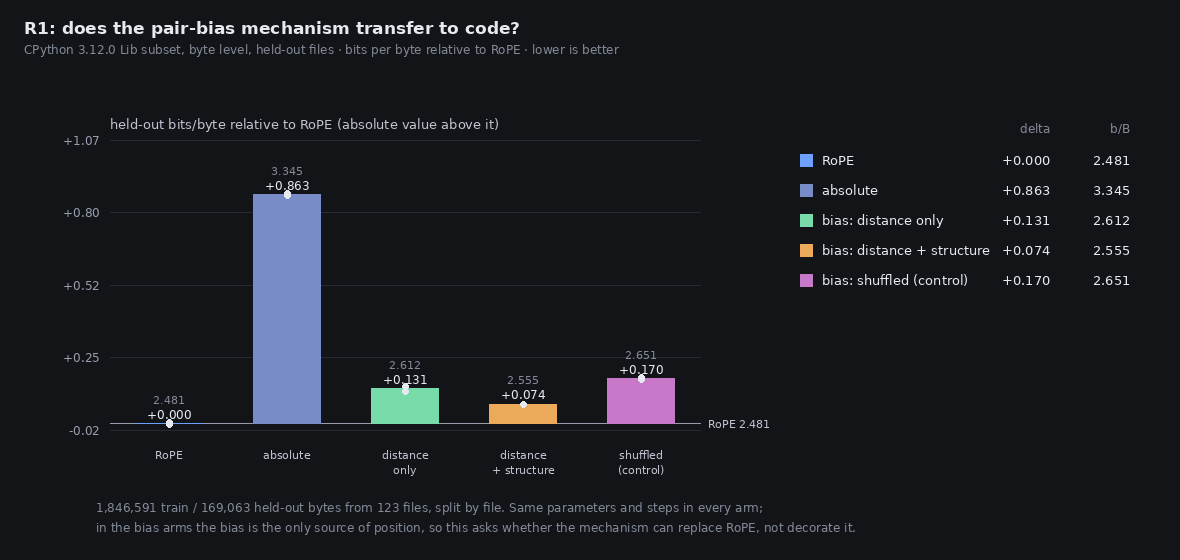 R1: does the pair-bias mechanism transfer to code?
CPython 3.12.0 Lib subset, byte level, held-out files · bits per byte relative to RoPE · lower is better
held-out bits/byte relative to RoPE (absolute value above it)
+1.07
+0.80
+0.52
+0.25
-0.02
2.481
+0.000
3.345
+0.863
2.612
+0.131
2.555
+0.074
2.651
+0.170
RoPE 2.481
RoPE
absolute
distance
only
distance
+ structure
shuffled
(control)
delta b/B
RoPE +0.000 2.481
absolute +0.863 3.345
bias: distance only +0.131 2.612
bias: distance + structure +0.074 2.555
bias: shuffled (control) +0.170 2.651
1,846,591 train / 169,063 held-out bytes from 123 files, split by file. Same parameters and steps in every arm;
in the bias arms the bias is the only source of position, so this asks whether the mechanism can replace RoPE, not decorate it.